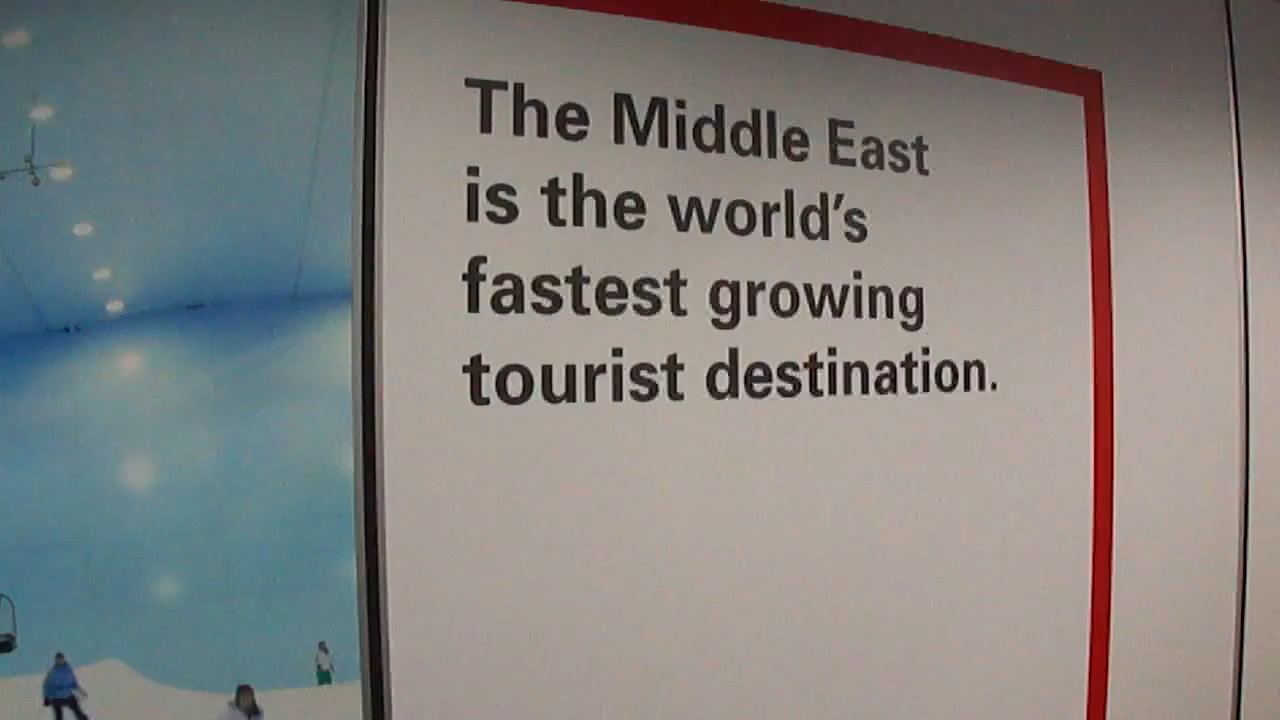 The Middle East
is the world's
fastest growing
tourist destination.